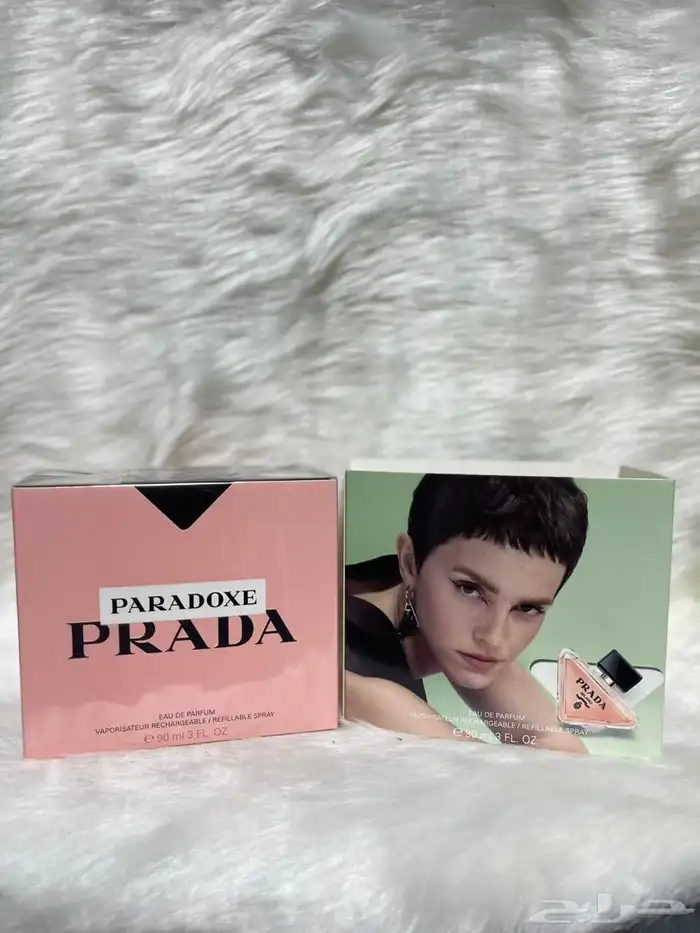 PARADOXE
PRADA
EAU DE PARFUM
VAPORISATEUR RECHARGEABLE / REFILLABLE SPRAY
℮ 90 ml 3 FL. OZ
PRADA
EAU DE PARFUM
VAPORISATEUR RECHARGEABLE / REFILLABLE SPRAY
℮ 90 ml 3 FL. OZ
حراج